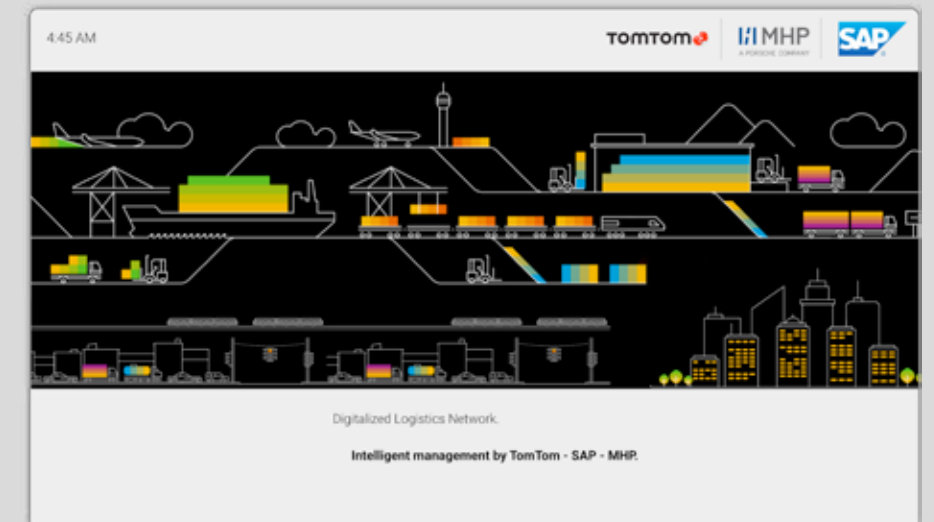 4:45 AM
TOMTOM
MHP
A PORSCHE COMPANY
SAP
Digitalized Logistics Network.
Intelligent management by TomTom - SAP - MHP.